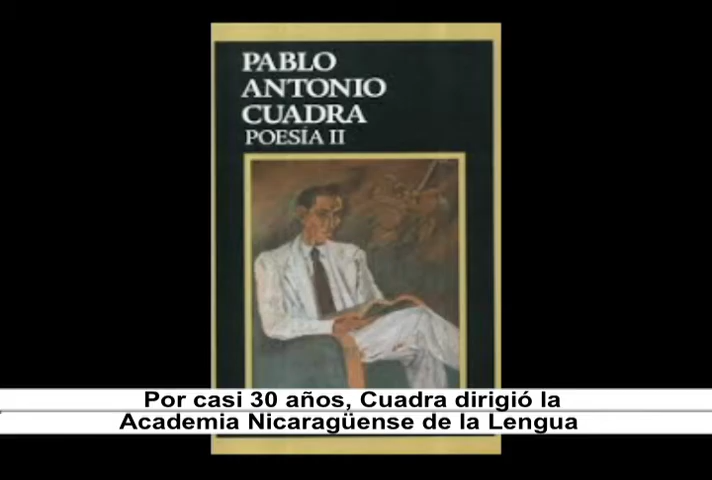 PABLO
ANTONIO
CUADRA
POESÍA II
Por casi 30 años, Cuadra dirigió la
Academia Nicaragüense de la Lengua